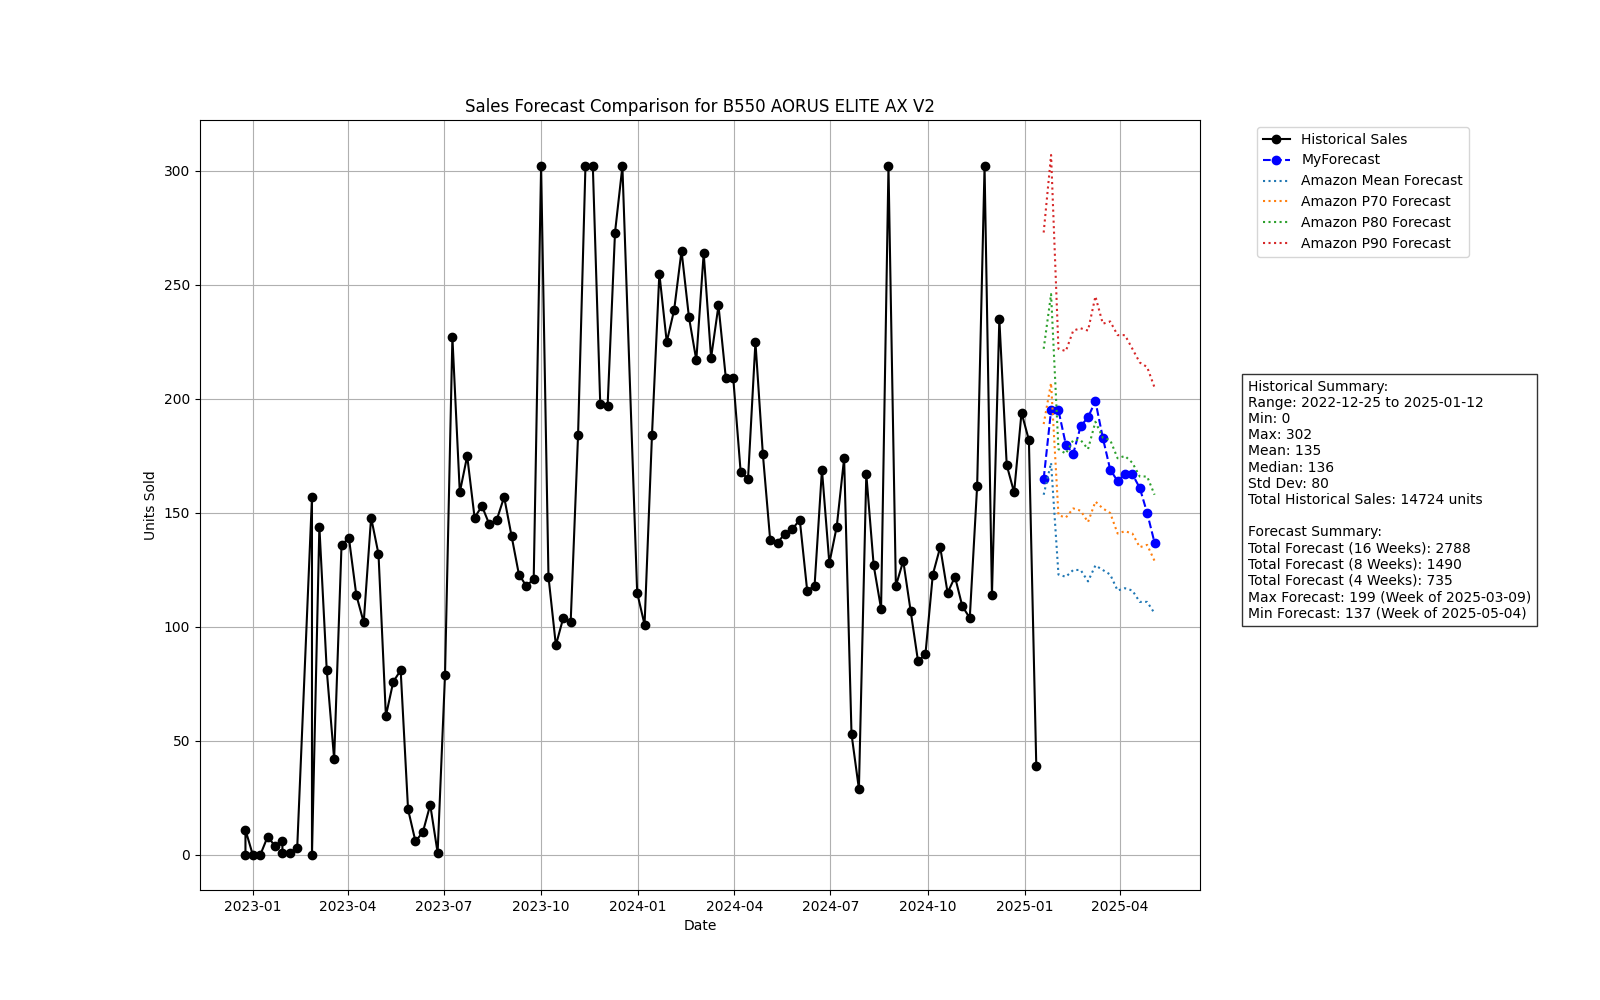 Sales Forecast Comparison for B550 AORUS ELITE AX V2
Units Sold
300
250
200
150
100
50
0
2023-01 2023-04 2023-07 2023-10 2024-01 2024-04 2024-07 2024-10 2025-01 2025-04
Date
Historical Sales
MyForecast
Amazon Mean Forecast
Amazon P70 Forecast
Amazon P80 Forecast
Amazon P90 Forecast
Historical Summary:
Range: 2022-12-25 to 2025-01-12
Min: 0
Max: 302
Mean: 135
Median: 136
Std Dev: 80
Total Historical Sales: 14724 units
Forecast Summary:
Total Forecast (16 Weeks): 2788
Total Forecast (8 Weeks): 1490
Total Forecast (4 Weeks): 735
Max Forecast: 199 (Week of 2025-03-09)
Min Forecast: 137 (Week of 2025-05-04)